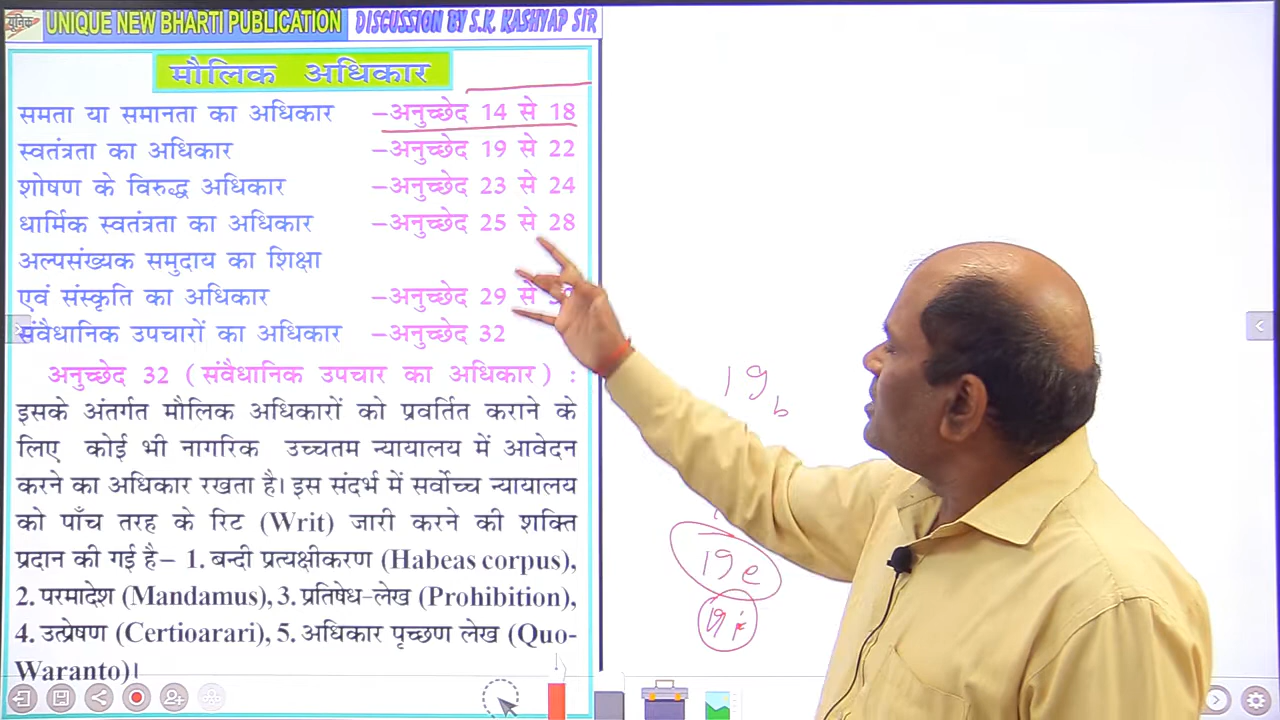 यूनिक UNIQUE NEW BHARTI PUBLICATION DISCUSSION BY S.K. KASHYAP SIR
मौलिक अधिकार
समता या समानता का अधिकार –अनुच्छेद 14 से 18
स्वतंत्रता का अधिकार –अनुच्छेद 19 से 22
शोषण के विरुद्ध अधिकार –अनुच्छेद 23 से 24
धार्मिक स्वतंत्रता का अधिकार –अनुच्छेद 25 से 28
अल्पसंख्यक समुदाय का शिक्षा
एवं संस्कृति का अधिकार –अनुच्छेद 29 से
संवैधानिक उपचारों का अधिकार –अनुच्छेद 32
अनुच्छेद 32 (संवैधानिक उपचार का अधिकार) :
इसके अंतर्गत मौलिक अधिकारों को प्रवर्तित कराने के
लिए कोई भी नागरिक उच्चतम न्यायालय में आवेदन
करने का अधिकार रखता है। इस संदर्भ में सर्वोच्च न्यायालय
को पाँच तरह के रिट (Writ) जारी करने की शक्ति
प्रदान की गई है– 1. बन्दी प्रत्यक्षीकरण (Habeas corpus),
2. परमादेश (Mandamus), 3. प्रतिषेध-लेख (Prohibition),
4. उत्प्रेषण (Certioarari), 5. अधिकार पृच्छण लेख (Quo-
Waranto)।
19 b
19 e